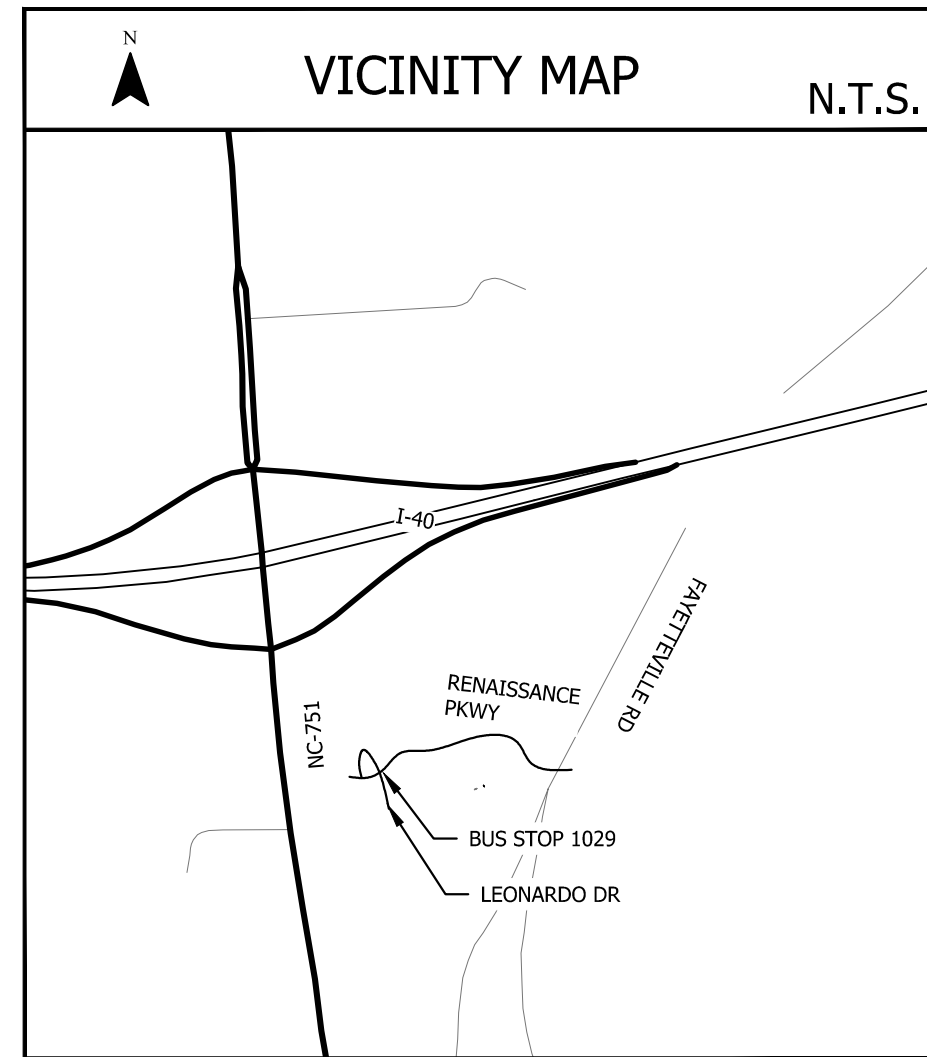 N
VICINITY MAP
N.T.S.
I-40
FAYETTEVILLE RD
RENAISSANCE
PKWY
NC-751
BUS STOP 1029
LEONARDO DR